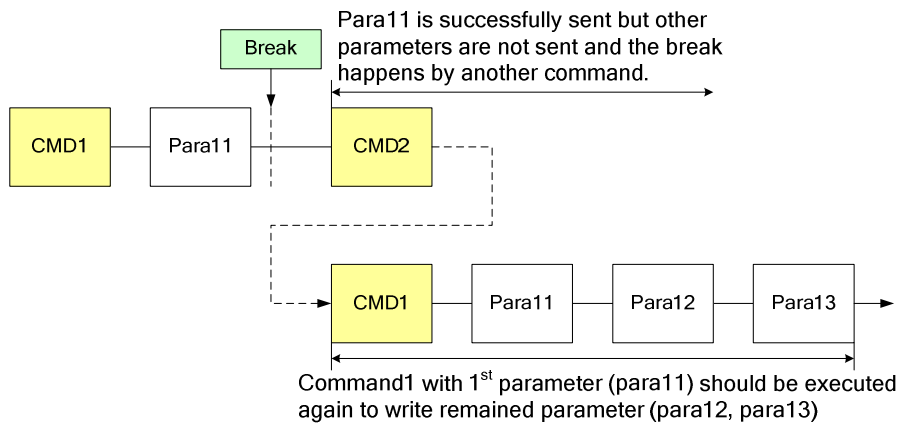 Para11 is successfully sent but other
parameters are not sent and the break
happens by another command.
Break
CMD1
Para11
CMD2
CMD1
Para11
Para12
Para13
Command1 with 1st parameter (para11) should be executed
again to write remained parameter (para12, para13)